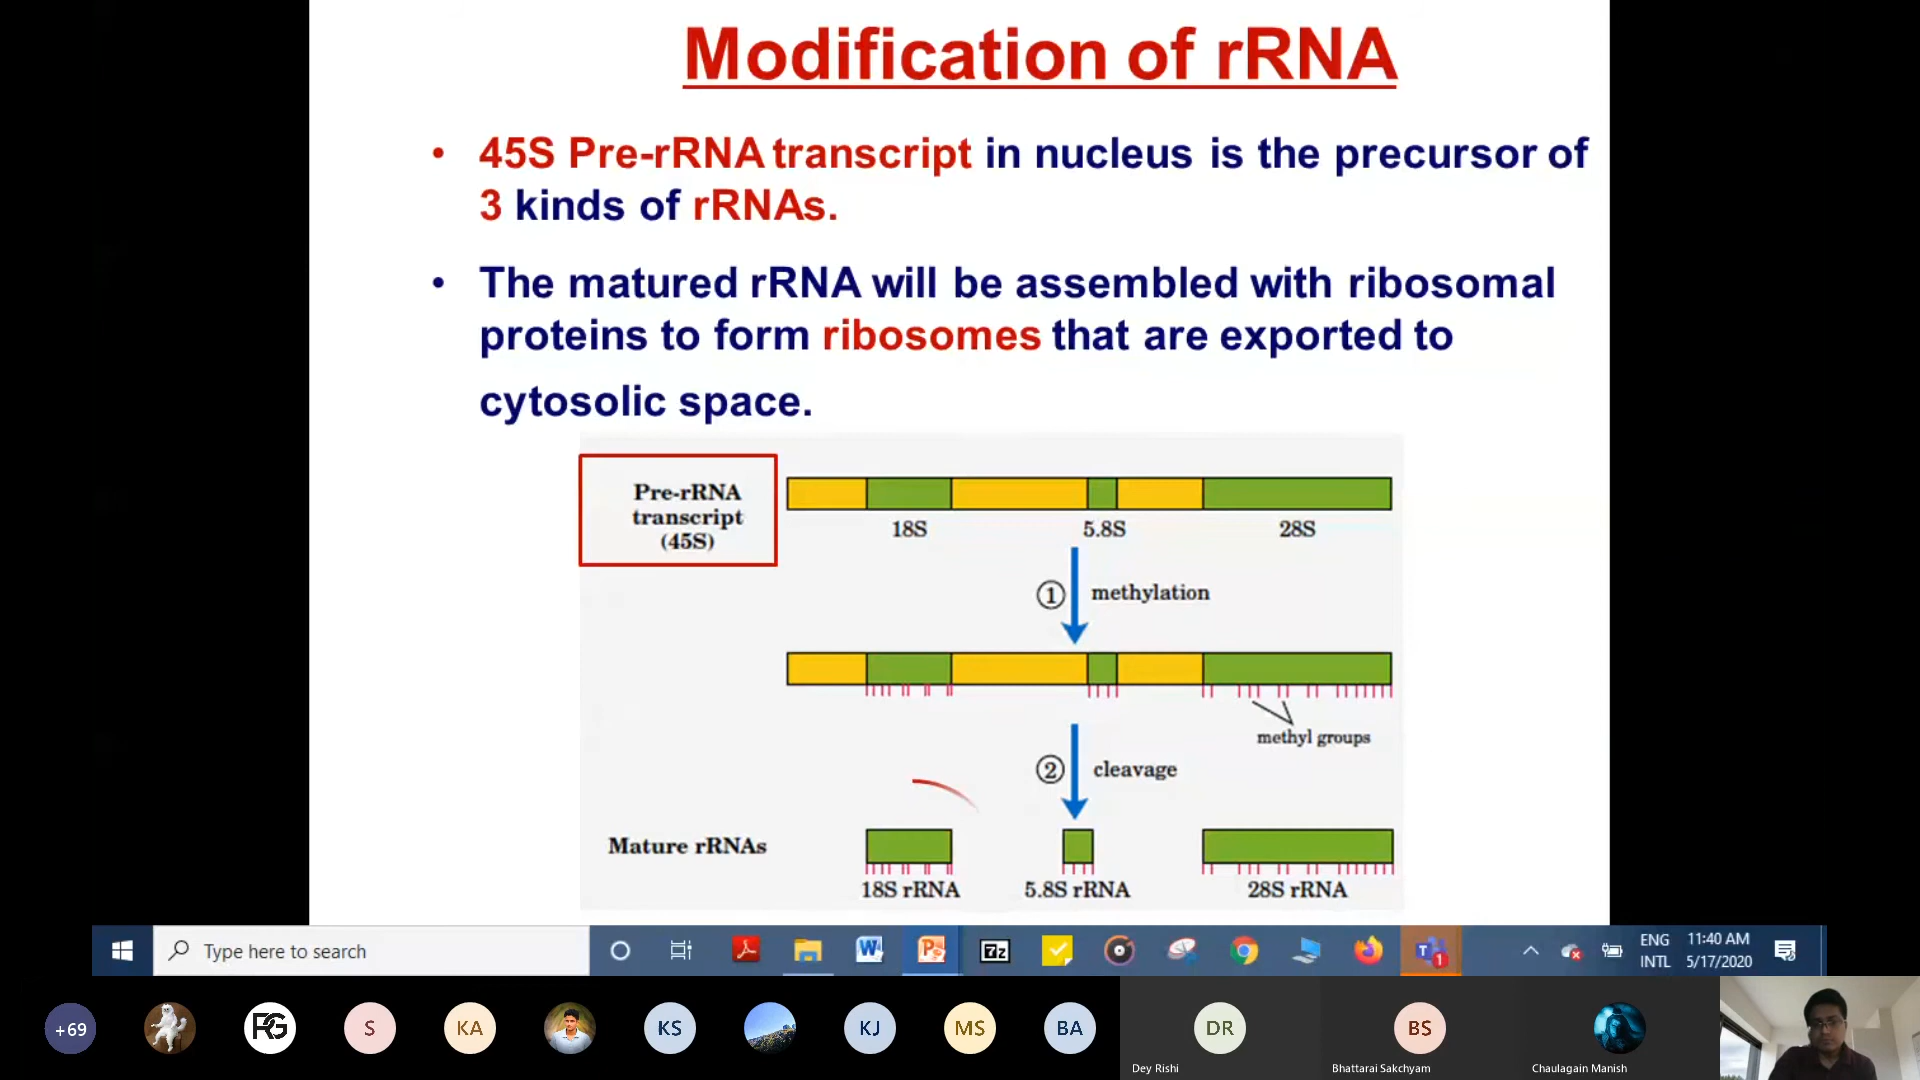 Modification of rRNA
• 45S Pre-rRNA transcript in nucleus is the precursor of
3 kinds of rRNAs.
• The matured rRNA will be assembled with ribosomal
proteins to form ribosomes that are exported to
cytosolic space.
Pre-rRNA
transcript
(45S)
18S
5.8S
28S
1 methylation
methyl groups
2 cleavage
Mature rRNAs
18S rRNA
5.8S rRNA
28S rRNA
Type here to search
ENG
INTL
11:40 AM
5/17/2020
+69
S
KA
KS
KJ
MS
BA
DR
Dey Rishi
BS
Bhattarai Sakchyam
Chaulagain Manish